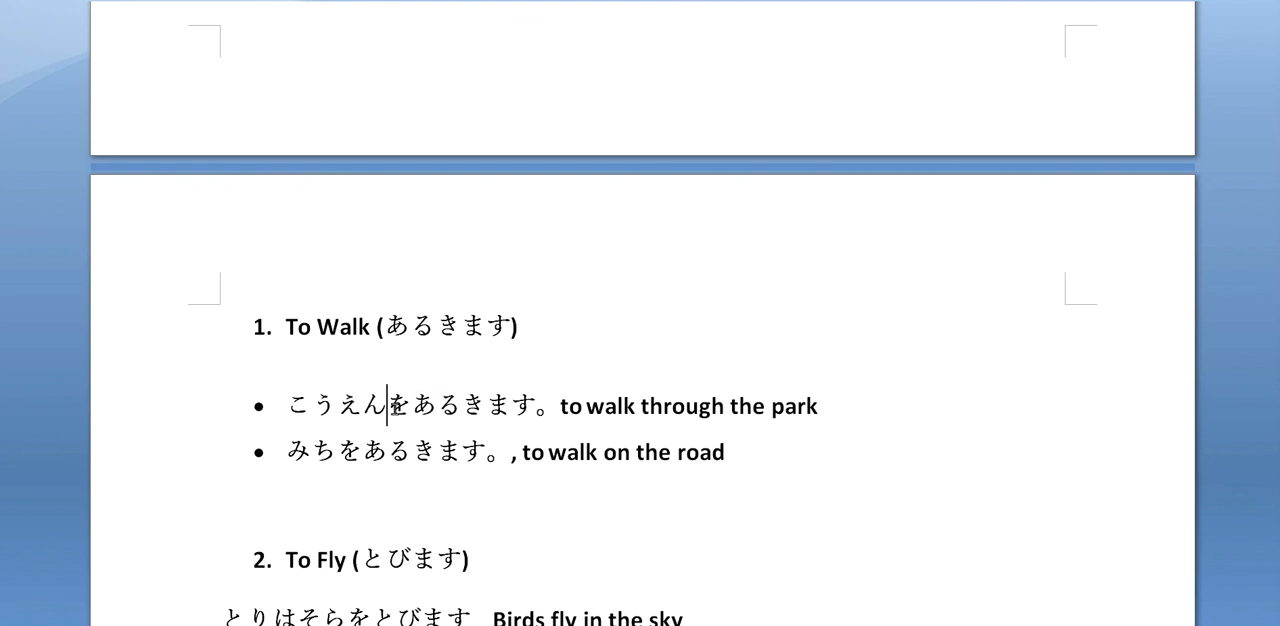 1. To Walk (あるきます)
• こうえんをあるきます。to walk through the park
• みちをあるきます。, to walk on the road
2. To Fly (とびます)
とりはそらをとびます Birds fly in the sky